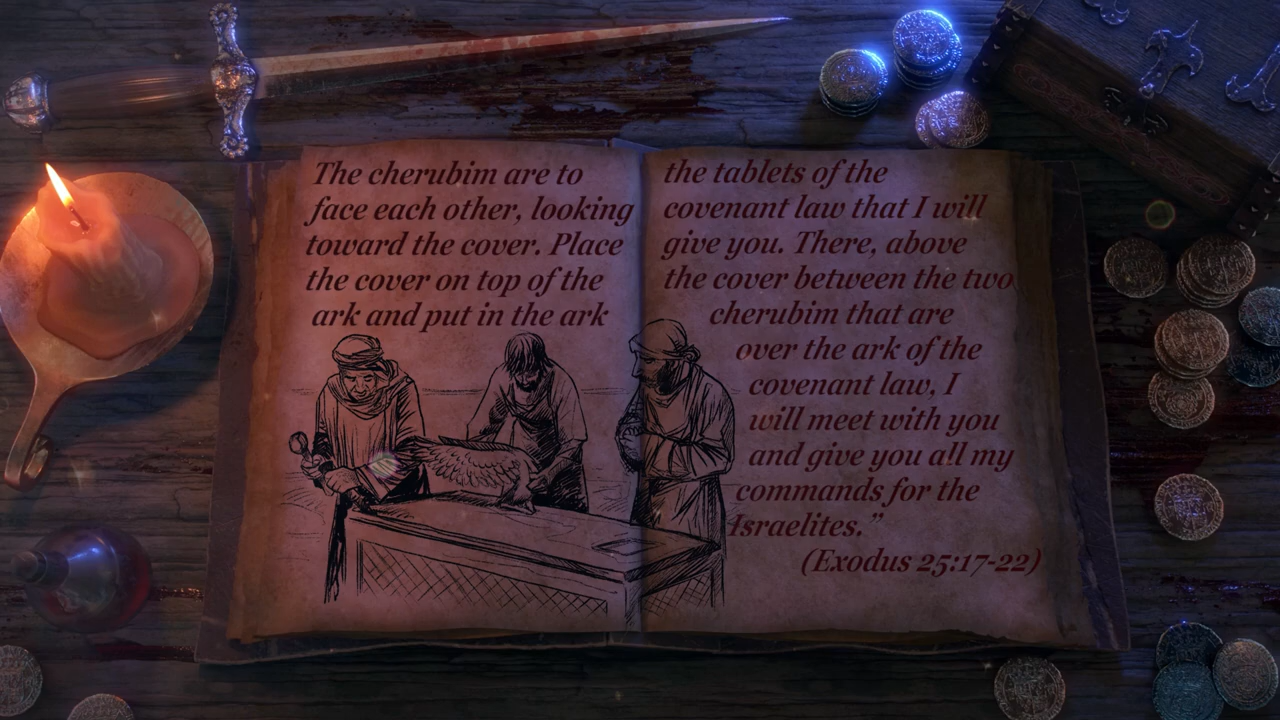 The cherubim are to
face each other, looking
toward the cover. Place
the cover on top of the
ark and put in the ark
the tablets of the
covenant law that I will
give you. There, above
the cover between the two
cherubim that are
over the ark of the
covenant law, I
will meet with you
and give you all my
commands for the
Israelites.”
(Exodus 25:17-22)